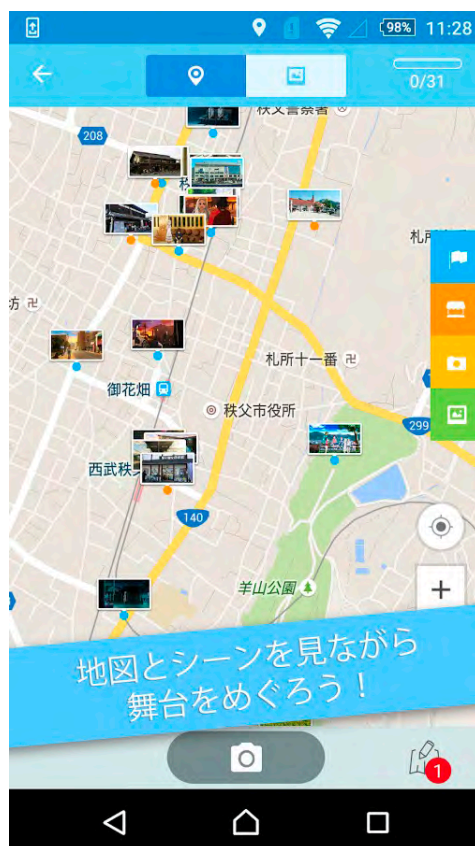 98%
11:28
0/31
秩父警察署
208
札所
坊
札所十一番
御花畑
秩父市役所
299
西武秩父
140
羊山公園
地図とシーンを見ながら
舞台をめぐろう！
1